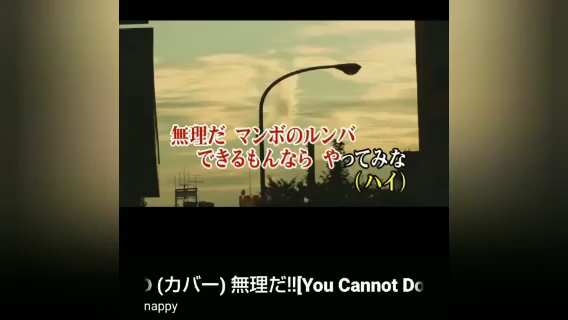 無理だ マンボのルンバ
できるもんなら やってみな
(ハイ)
(カバー) 無理だ!![You Cannot Do
nappy